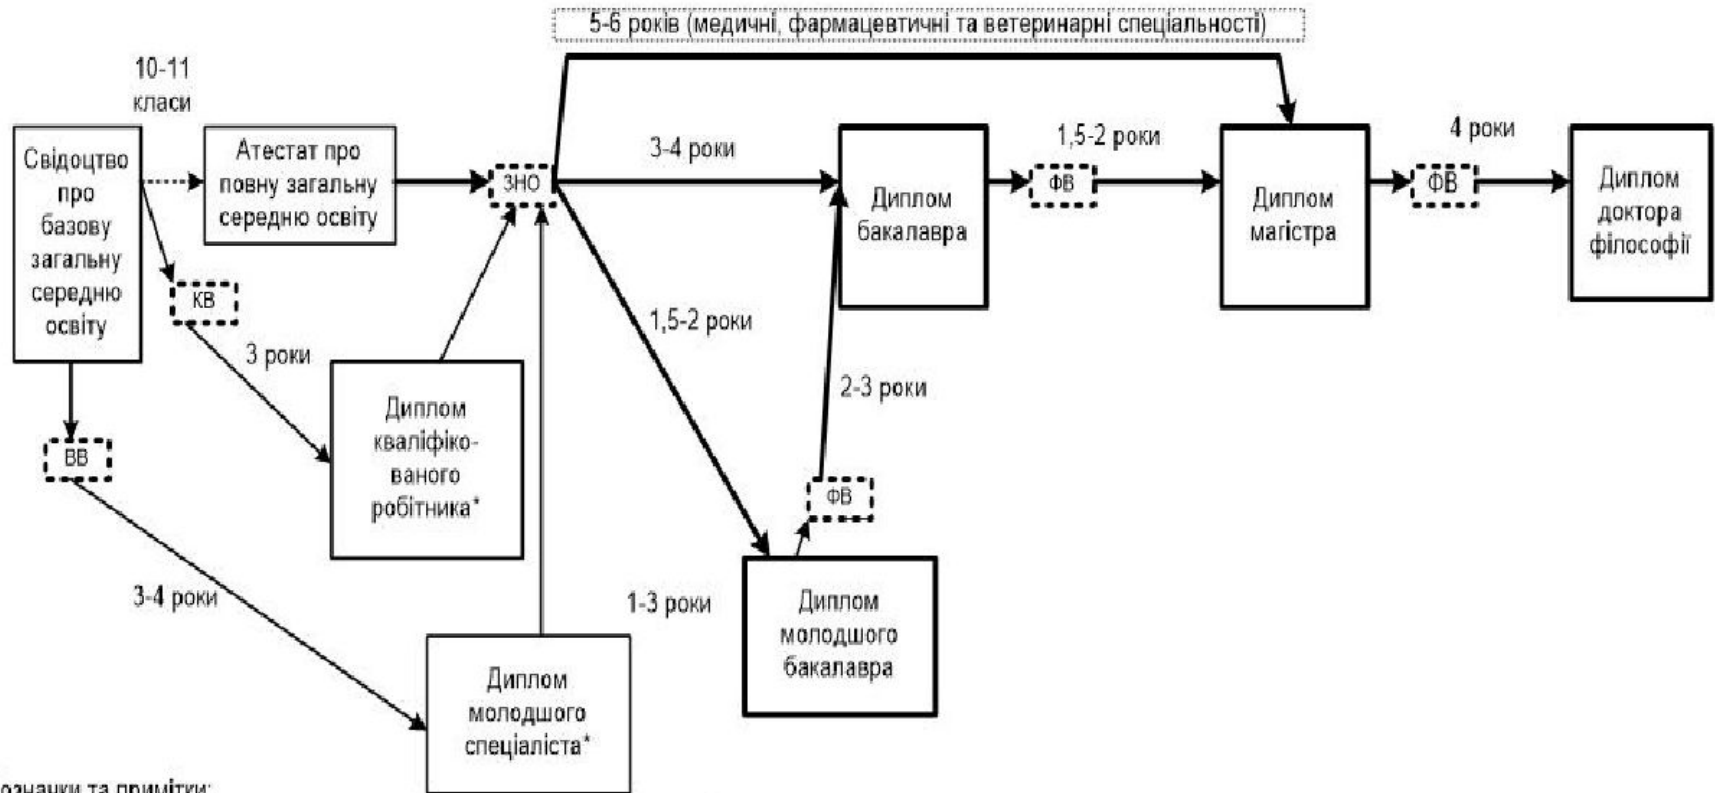 5-6 років (медичні, фармацевтичні та ветеринарні спеціальності)
10-11
класи
Свідоцтво
про
базову
загальну
середню
освіту
Атестат про
повну загальну
середню освіту
ЗНО
3-4 роки
Диплом
бакалавра
1,5-2 роки
ФВ
Диплом
магістра
4 роки
ФВ
Диплом
доктора
філософії
КВ
3 роки
1,5-2 роки
Диплом
кваліфіко-
ваного
робітника*
2-3 роки
ВВ
ФВ
3-4 роки
1-3 роки
Диплом
молодшого
бакалавра
Диплом
молодшого
спеціаліста*
означки та примітки: